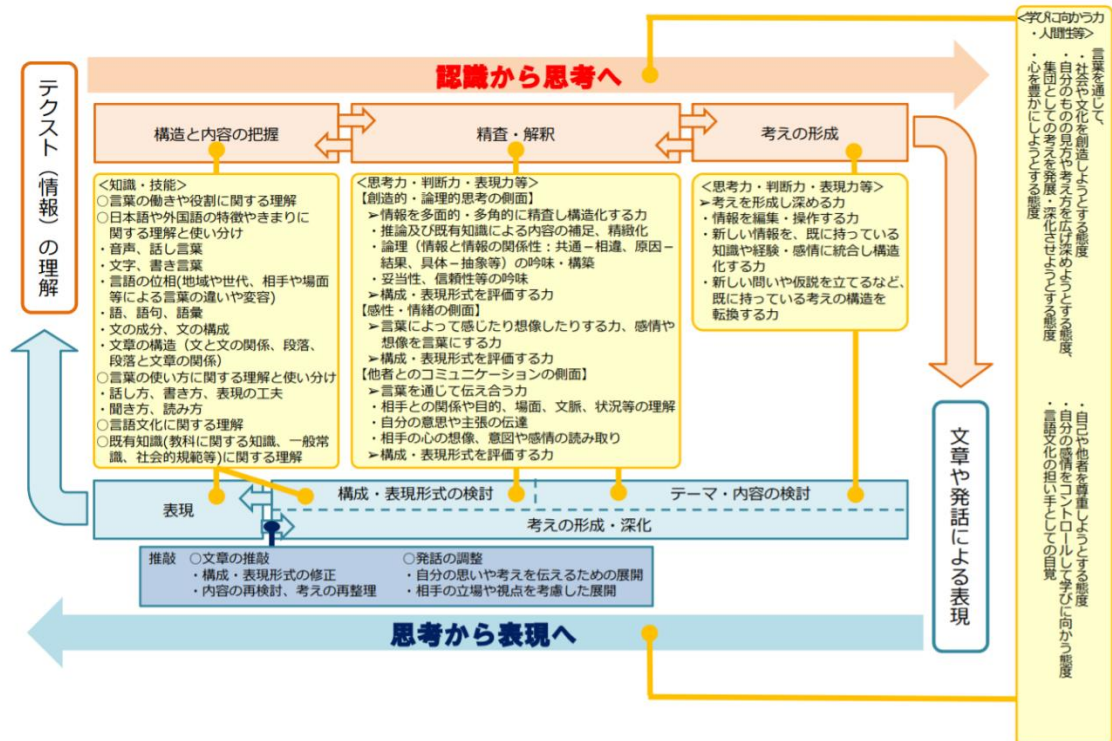 認識から思考へ
テクスト（情報）の理解
構造と内容の把握
精査・解釈
考えの形成
<知識・技能>
○言葉の働きや役割に関する理解
○日本語や外国語の特徴やきまりに
関する理解と使い分け
・音声、話し言葉
・文字、書き言葉
・言語の位相(地域や世代、相手や場面
等による言葉の違いや変容)
・語、語句、語彙
・文の成分、文の構成
・文章の構造（文と文の関係、段落、
段落と文章の関係）
○言葉の使い方に関する理解と使い分け
・話し方、書き方、表現の工夫
・聞き方、読み方
○言語文化に関する理解
○既有知識(教科に関する知識、一般常
識、社会的規範等)に関する理解
<思考力・判断力・表現力等>
【創造的・論理的思考の側面】
➢情報を多面的・多角的に精査し構造化する力
・推論及び既有知識による内容の補足、精緻化
・論理（情報と情報の関係性：共通－相違、原因－
結果、具体－抽象等）の吟味・構築
・妥当性、信頼性等の吟味
➢構成・表現形式を評価する力
【感性・情緒の側面】
➢言葉によって感じたり想像したりする力、感情や
想像を言葉にする力
➢構成・表現形式を評価する力
【他者とのコミュニケーションの側面】
➢言葉を通じて伝え合う力
・相手との関係や目的、場面、文脈、状況等の理解
・自分の意思や主張の伝達
・相手の心の想像、意図や感情の読み取り
➢構成・表現形式を評価する力
<思考力・判断力・表現力等>
➢考えを形成し深める力
・情報を編集・操作する力
・新しい情報を、既に持っている
知識や経験・感情に統合し構造
化する力
・新しい問いや仮説を立てるなど、
既に持っている考えの構造を
転換する力
文章や発話による表現
表現
構成・表現形式の検討
テーマ・内容の検討
考えの形成・深化
推敲
○文章の推敲
・構成・表現形式の修正
・内容の再検討、考えの再整理
○発話の調整
・自分の思いや考えを伝えるための展開
・相手の立場や視点を考慮した展開
思考から表現へ
<学びに向かう力
・人間性等>
言葉を通じて、
・社会や文化を創造しようとする態度
・自分のものの見方や考え方を広げ深めようとする態度、
集団としての考えを発展・深化させようとする態度
・心を豊かにしようとする態度
・自己や他者を尊重しようとする態度
・自分の感情をコントロールして学びに向かう態度
・言語文化の担い手としての自覚